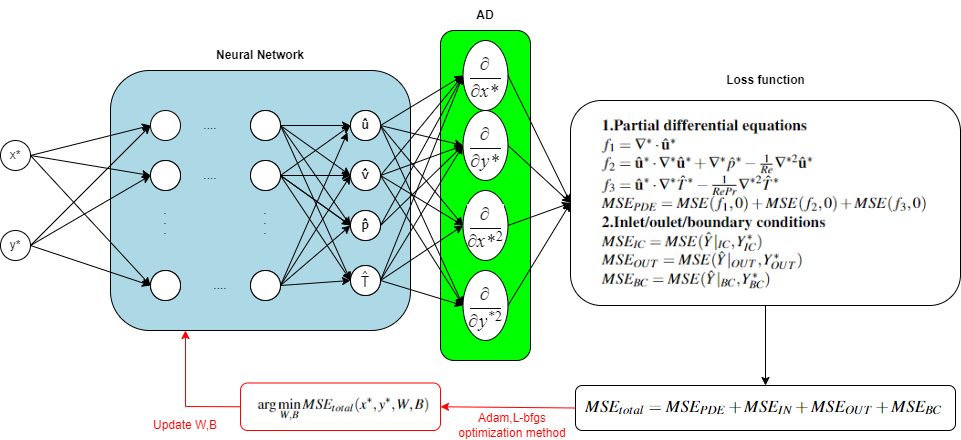 AD
Neural Network
Loss function
x*
y*
....
....
....
....
û
v̂
p̂
T̂
∂/∂x*
∂/∂y*
∂/∂x*²
∂/∂y*²
1.Partial differential equations
f₁ = ∇* · û*
f₂ = û* · ∇*û* + ∇*p̂* − 1/Re ∇*²û*
f₃ = û* · ∇*T̂* − 1/RePr ∇*²T̂*
MSE_PDE = MSE(f₁,0) + MSE(f₂,0) + MSE(f₃,0)
2.Inlet/oulet/boundary conditions
MSE_IC = MSE(Ŷ|_IC, Y*_IC)
MSE_OUT = MSE(Ŷ|_OUT, Y*_OUT)
MSE_BC = MSE(Ŷ|_BC, Y*_BC)
MSE_total = MSE_PDE + MSE_IN + MSE_OUT + MSE_BC
Adam,L-bfgs
optimization method
arg min_W,B MSE_total(x*, y*, W, B)
Update W,B